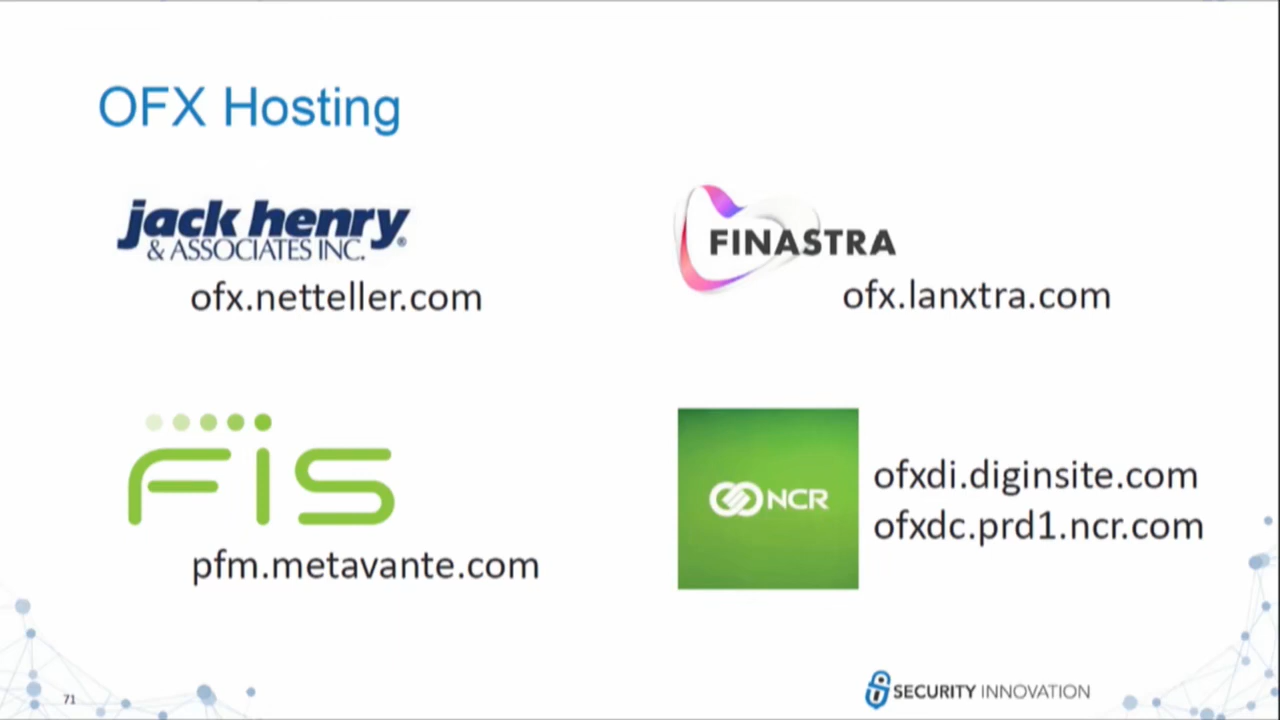 OFX Hosting
jack henry
& ASSOCIATES INC.®
ofx.netteller.com
FINASTRA
ofx.lanxtra.com
FIS
pfm.metavante.com
NCR
ofxdi.diginsite.com
ofxdc.prd1.ncr.com
71
SECURITY INNOVATION